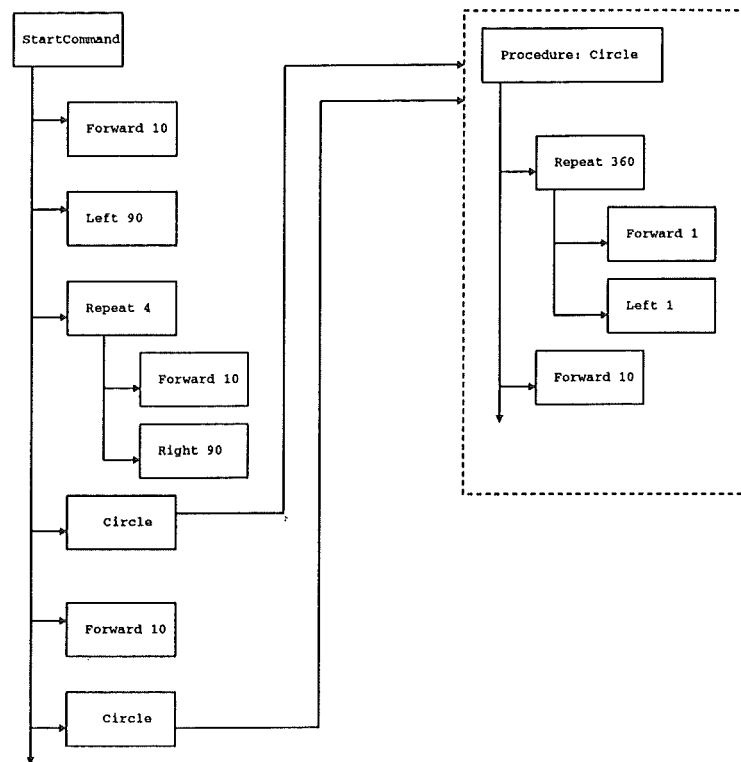 StartCommand
Forward 10
Left 90
Repeat 4
Forward 10
Right 90
Circle
Forward 10
Circle
Procedure: Circle
Repeat 360
Forward 1
Left 1
Forward 10